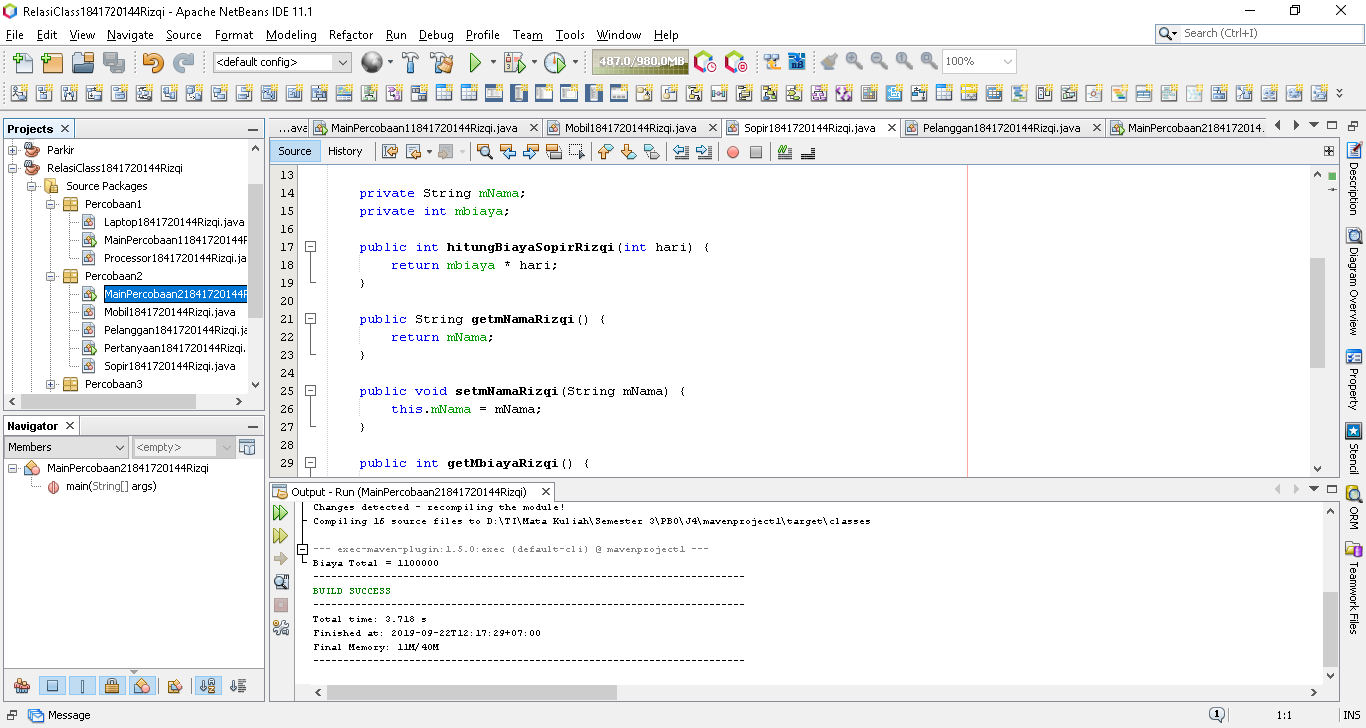 RelasiClass1841720144Rizqi - Apache NetBeans IDE 11.1
File Edit View Navigate Source Format Modeling Refactor Run Debug Profile Team Tools Window Help
Search (Ctrl+I)
<default config>
487.0/980.0MB
100%
Projects
Parkir
RelasiClass1841720144Rizqi
Source Packages
Percobaan1
Laptop1841720144Rizqi.java
MainPercobaan11841720144F
Processor1841720144Rizqi.ja
Percobaan2
MainPercobaan21841720144F
Mobil1841720144Rizqi.java
Pelanggan1841720144Rizqi.ja
Pertanyaan1841720144Rizqi.
Sopir1841720144Rizqi.java
Percobaan3
Navigator
Members
<empty>
MainPercobaan21841720144Rizqi
main(String[] args)
...ava
MainPercobaan11841720144Rizqi.java
Mobil1841720144Rizqi.java
Sopir1841720144Rizqi.java
Pelanggan1841720144Rizqi.java
MainPercobaan2184172014.
Source History
13
14 private String mNama;
15 private int mbiaya;
16
17 public int hitungBiayaSopirRizqi(int hari) {
18 return mbiaya * hari;
19 }
20
21 public String getmNamaRizqi() {
22 return mNama;
23 }
24
25 public void setmNamaRizqi(String mNama) {
26 this.mNama = mNama;
27 }
28
29 public int getMbiayaRizqi() {
Output - Run (MainPercobaan21841720144Rizqi)
Changes detected - recompiling the module!
Compiling 16 source files to D:\TI\Mata Kuliah\Semester 3\PBO\J4\mavenproject1\target\classes
--- exec-maven-plugin:1.5.0:exec (default-cli) @ mavenproject1 ---
Biaya Total = 1100000
------------------------------------------------------------------------
BUILD SUCCESS
------------------------------------------------------------------------
Total time: 3.718 s
Finished at: 2019-09-22T12:17:29+07:00
Final Memory: 11M/40M
------------------------------------------------------------------------
Description
Diagram Overview
Property
Stencil
ORM
Teamwork Files
Message
1
1:1
INS